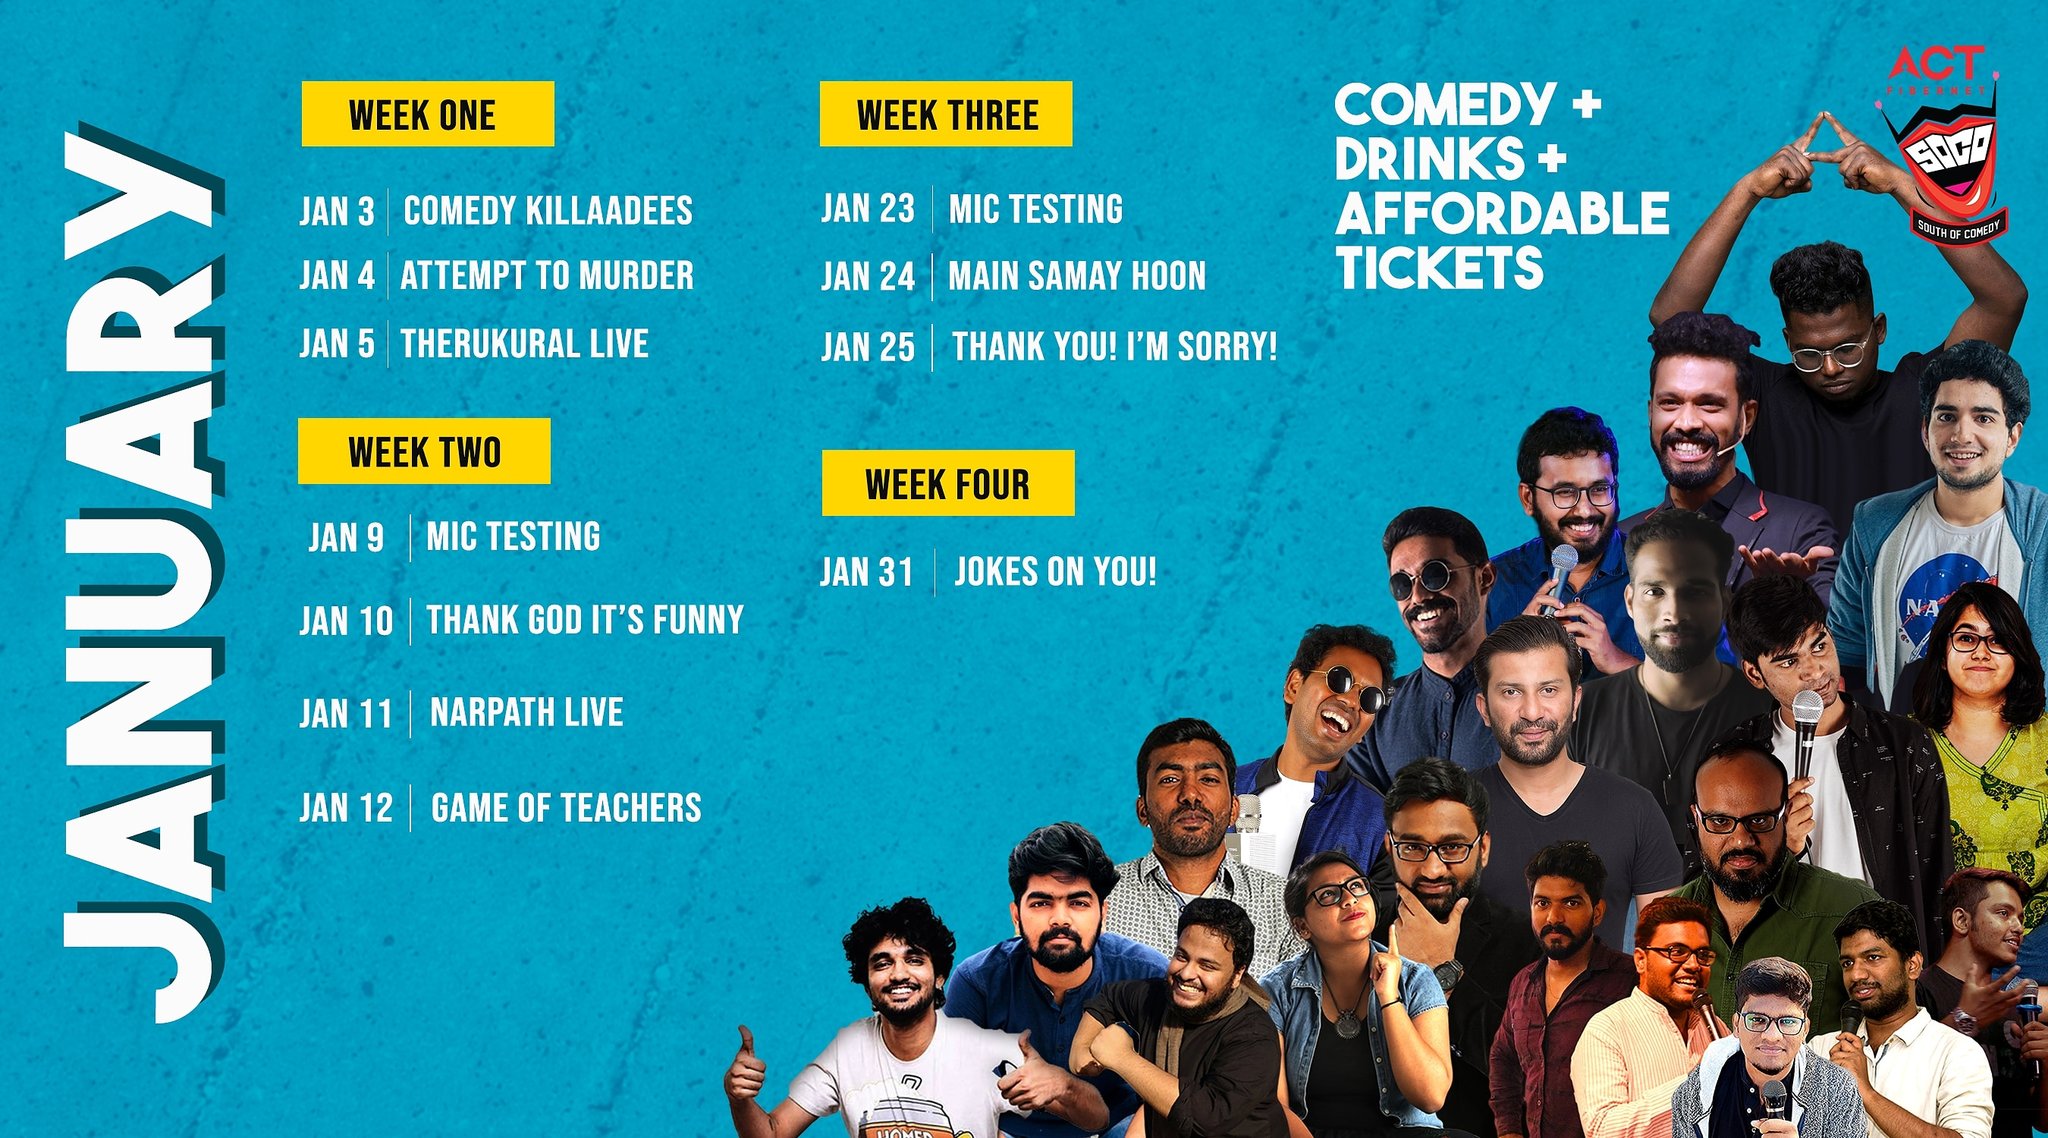 JANUARY
WEEK ONE
JAN 3 COMEDY KILLAADEES
JAN 4 ATTEMPT TO MURDER
JAN 5 THERUKURAL LIVE
WEEK TWO
JAN 9 MIC TESTING
JAN 10 THANK GOD IT'S FUNNY
JAN 11 NARPATH LIVE
JAN 12 GAME OF TEACHERS
WEEK THREE
JAN 23 MIC TESTING
JAN 24 MAIN SAMAY HOON
JAN 25 THANK YOU! I'M SORRY!
WEEK FOUR
JAN 31 JOKES ON YOU!
COMEDY +
DRINKS +
AFFORDABLE
TICKETS
ACT
FIBERNET
SOCO
SOUTH OF COMEDY